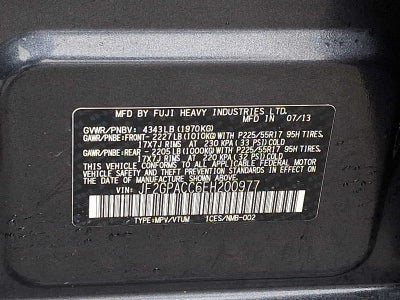 MFD BY FUJI HEAVY INDUSTRIES LTD.
MFD IN 07/13
GVWR/PNBV: 4343LB (1970KG)
GAWR/PNBE:FRONT- 2227LB (1010KG) WITH P225/55R17 95H TIRES,
17X7J RIMS AT 230 KPA (33 PSI) COLD
GAWR/PNBE:REAR - 2205LB (1000KG) WITH P225/55R17 95H TIRES,
17X7J RIMS AT 220 KPA (32 PSI) COLD
THIS VEHICLE CONFORMS TO ALL APPLICABLE FEDERAL MOTOR
VEHICLE SAFETY AND THEFT PREVENTION STANDARDS IN
EFFECT ON THE DATE OF MANUFACTURE SHOWN ABOVE.
VIN: JF2GPACC6EH200977
TYPE: MPV/VTUM 1CES/NMB-002